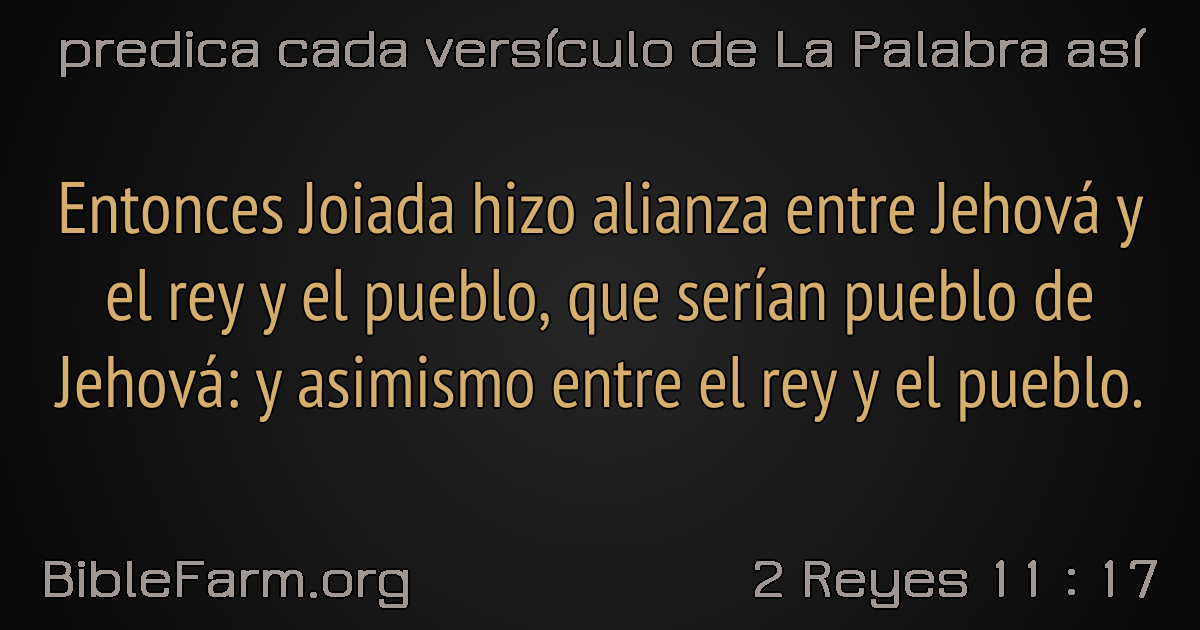 predica cada versículo de La Palabra así
Entonces Joiada hizo alianza entre Jehová y
el rey y el pueblo, que serían pueblo de
Jehová: y asimismo entre el rey y el pueblo.
BibleFarm.org
2 Reyes 11 : 17